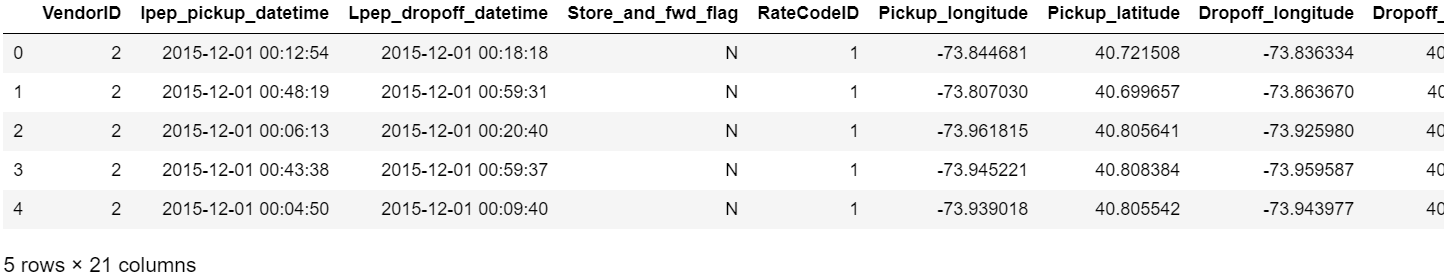 VendorID lpep_pickup_datetime Lpep_dropoff_datetime Store_and_fwd_flag RateCodeID Pickup_longitude Pickup_latitude Dropoff_longitude Dropoff_
0 2 2015-12-01 00:12:54 2015-12-01 00:18:18 N 1 -73.844681 40.721508 -73.836334 40
1 2 2015-12-01 00:48:19 2015-12-01 00:59:31 N 1 -73.807030 40.699657 -73.863670 40
2 2 2015-12-01 00:06:13 2015-12-01 00:20:40 N 1 -73.961815 40.805641 -73.925980 40
3 2 2015-12-01 00:43:38 2015-12-01 00:59:37 N 1 -73.945221 40.808384 -73.959587 40
4 2 2015-12-01 00:04:50 2015-12-01 00:09:40 N 1 -73.939018 40.805542 -73.943977 40
5 rows × 21 columns